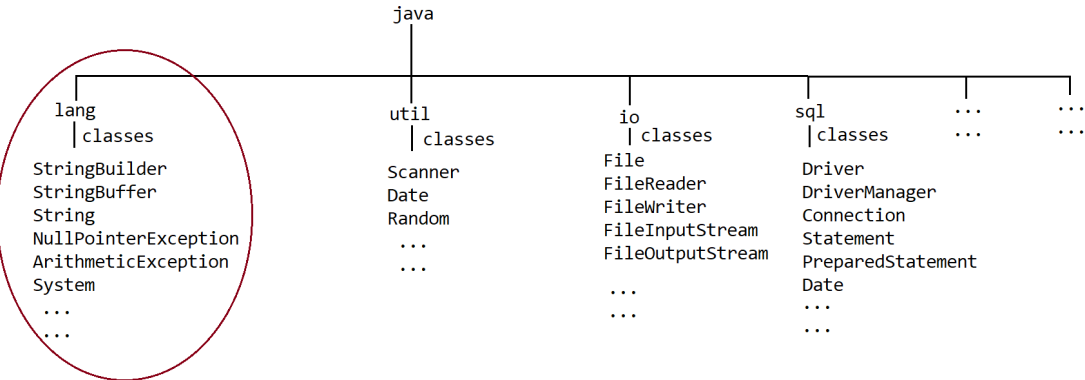 java
lang
classes
StringBuilder
StringBuffer
String
NullPointerException
ArithmeticException
System
...
...
util
classes
Scanner
Date
Random
...
...
io
classes
File
FileReader
FileWriter
FileInputStream
FileOutputStream
...
...
sql
classes
Driver
DriverManager
Connection
Statement
PreparedStatement
Date
...
...
...
...
...
...